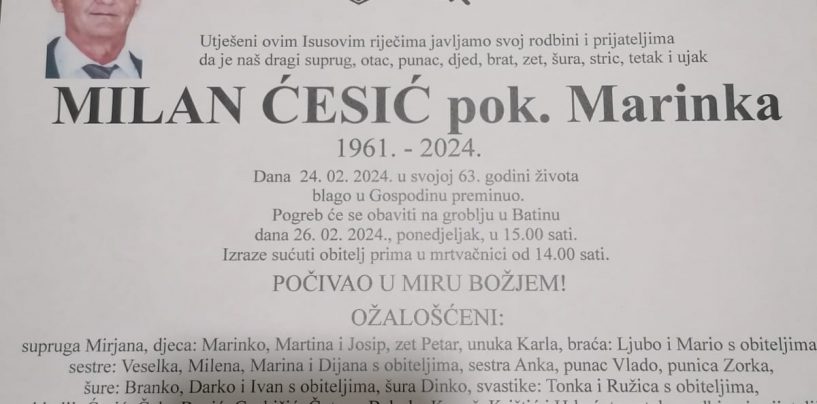 Utješeni ovim Isusovim riječima javljamo svoj rodbini i prijateljima
da je naš dragi suprug, otac, punac, djed, brat, zet, šura, stric, tetak i ujak
MILAN ĆESIĆ pok. Marinka
1961. - 2024.
Dana 24. 02. 2024. u svojoj 63. godini života
blago u Gospodinu preminuo.
Pogreb će se obaviti na groblju u Batinu
dana 26. 02. 2024., ponedjeljak, u 15.00 sati.
Izraze sućuti obitelj prima u mrtvačnici od 14.00 sati.
POČIVAO U MIRU BOŽJEM!
OŽALOŠĆENI:
supruga Mirjana, djeca: Marinko, Martina i Josip, zet Petar, unuka Karla, braća: Ljubo i Mario s obiteljima
sestre: Veselka, Milena, Marina i Dijana s obiteljima, sestra Anka, punac Vlado, punica Zorka,
šure: Branko, Darko i Ivan s obiteljima, šura Dinko, svastike: Tonka i Ružica s obiteljima,